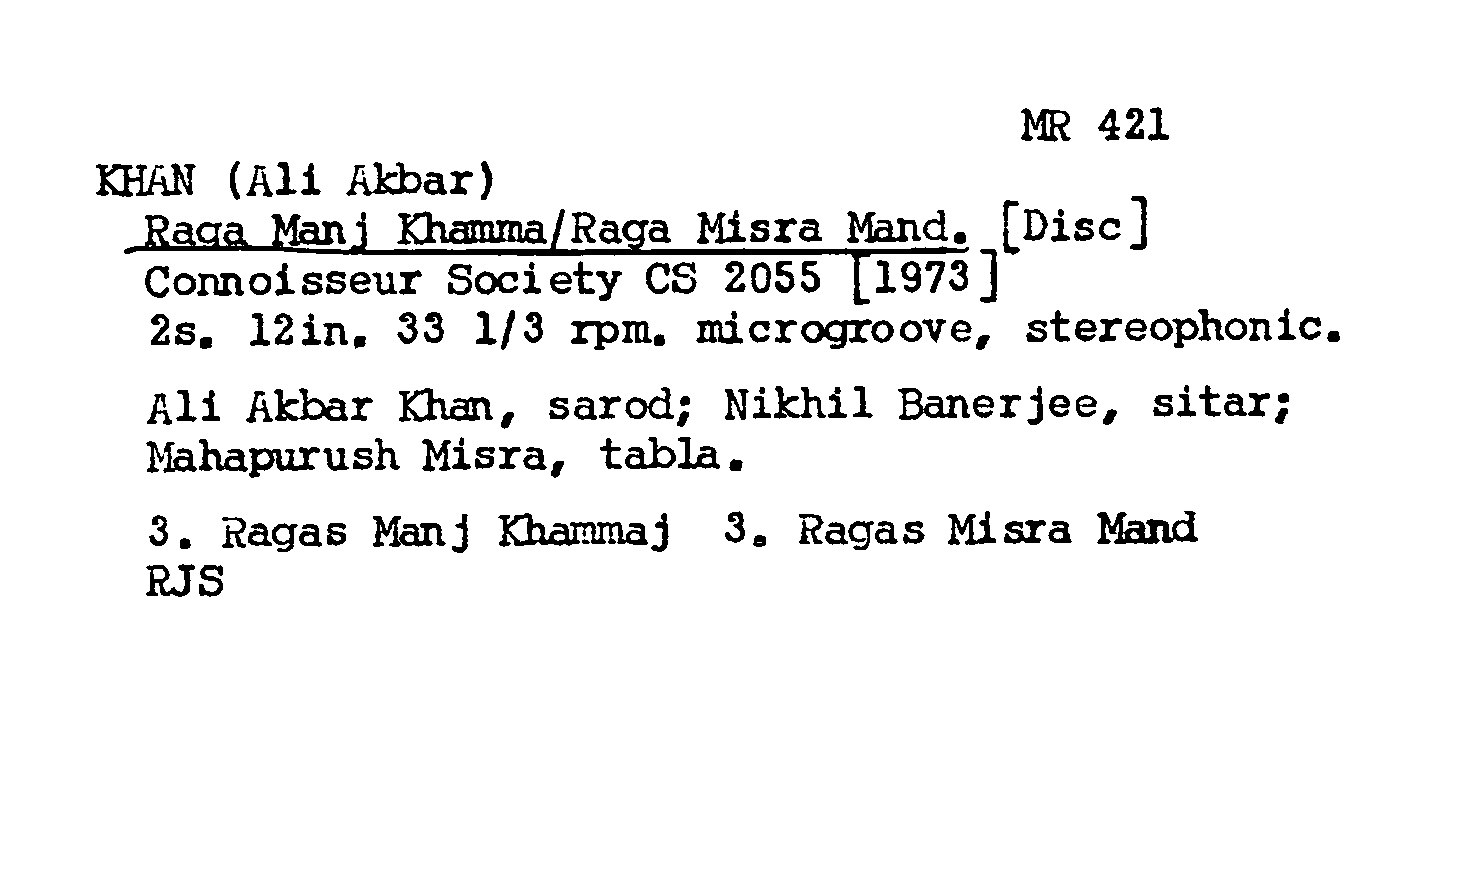 MR 421
KHAN (Ali Akbar)
Raga Manj Khamma/Raga Misra Mand. [Disc]
Connoisseur Society CS 2055 [1973]
2s. 12in. 33 1/3 rpm. microgroove, stereophonic.
Ali Akbar Khan, sarod; Nikhil Banerjee, sitar;
Mahapurush Misra, tabla.
3. Ragas Manj Khammaj 3. Ragas Misra Mand
RJS